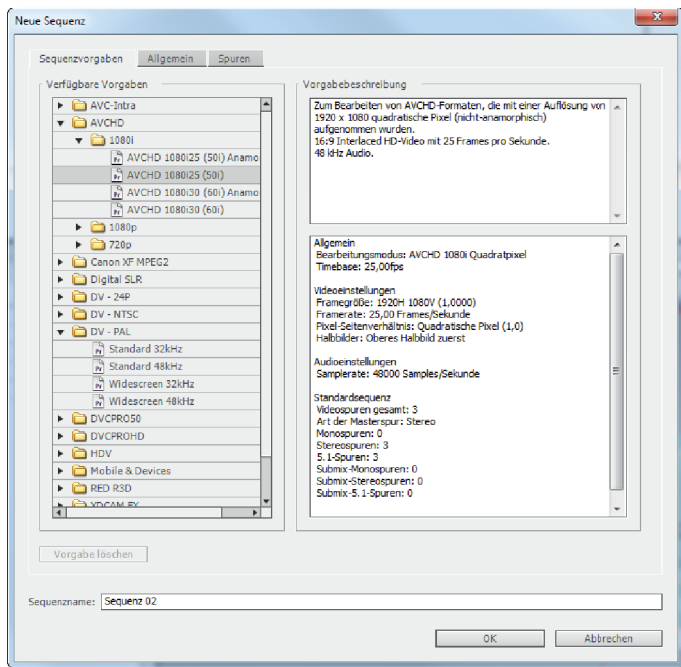 Neue Sequenz
Sequenzvorgaben Allgemein Spuren
Verfügbare Vorgaben
AVC-Intra
AVCHD
1080i
AVCHD 1080i25 (50i) Anamo
AVCHD 1080i25 (50i)
AVCHD 1080i30 (60i) Anamo
AVCHD 1080i30 (60i)
1080p
720p
Canon XF MPEG2
Digital SLR
DV - 24P
DV - NTSC
DV - PAL
Standard 32kHz
Standard 48kHz
Widescreen 32kHz
Widescreen 48kHz
DVCPRO50
DVCPROHD
HDV
Mobile & Devices
RED R3D
XDCAM EX
Vorgabe löschen
Vorgabebeschreibung
Zum Bearbeiten von AVCHD-Formaten, die mit einer Auflösung von
1920 x 1080 quadratische Pixel (nicht-anamorphisch)
aufgenommen wurden.
16:9 Interlaced HD-Video mit 25 Frames pro Sekunde.
48 kHz Audio.
Allgemein
Bearbeitungsmodus: AVCHD 1080i Quadratpixel
Timebase: 25,00fps
Videoeinstellungen
Framegröße: 1920H 1080V (1,0000)
Framerate: 25,00 Frames/Sekunde
Pixel-Seitenverhältnis: Quadratische Pixel (1,0)
Halbbilder: Oberes Halbbild zuerst
Audioeinstellungen
Samplerate: 48000 Samples/Sekunde
Standardsequenz
Videospuren gesamt: 3
Art der Masterspur: Stereo
Monospuren: 0
Stereospuren: 3
5.1-Spuren: 3
Submix-Monospuren: 0
Submix-Stereospuren: 0
Submix-5.1-Spuren: 0
Sequenzname: Sequenz 02
OK Abbrechen